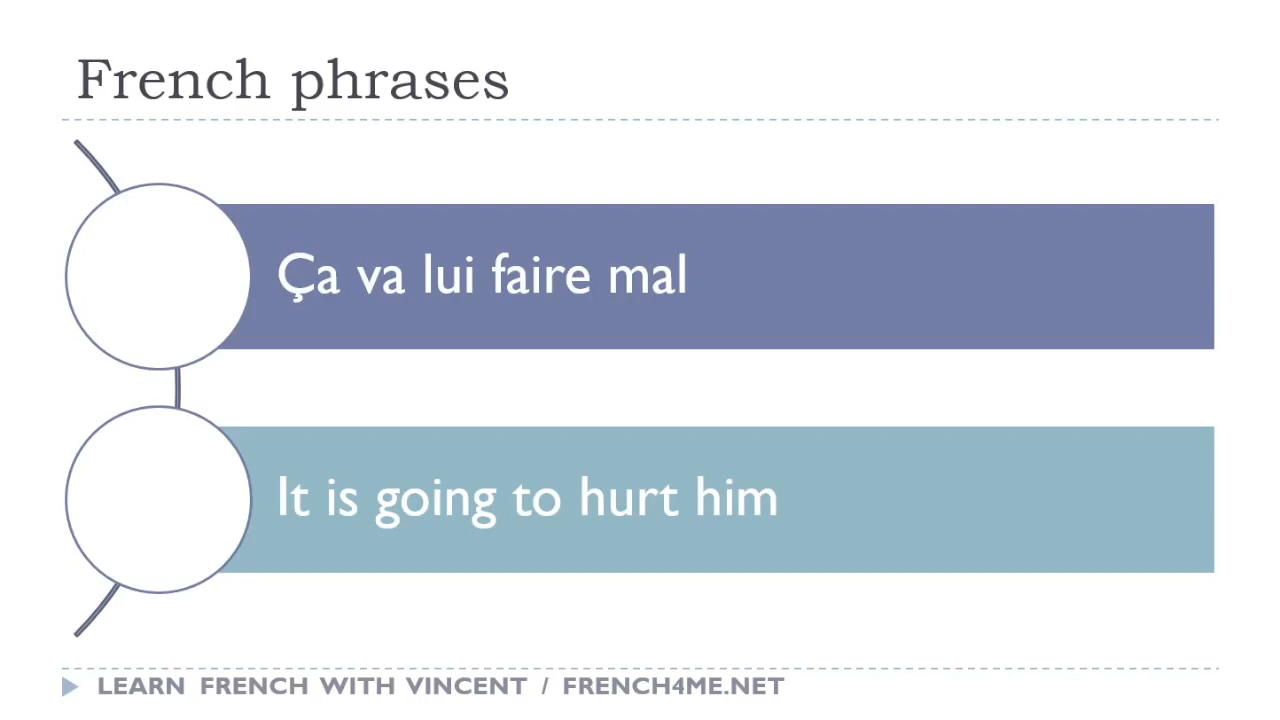 French phrases
Ça va lui faire mal
It is going to hurt him
LEARN FRENCH WITH VINCENT / FRENCH4ME.NET